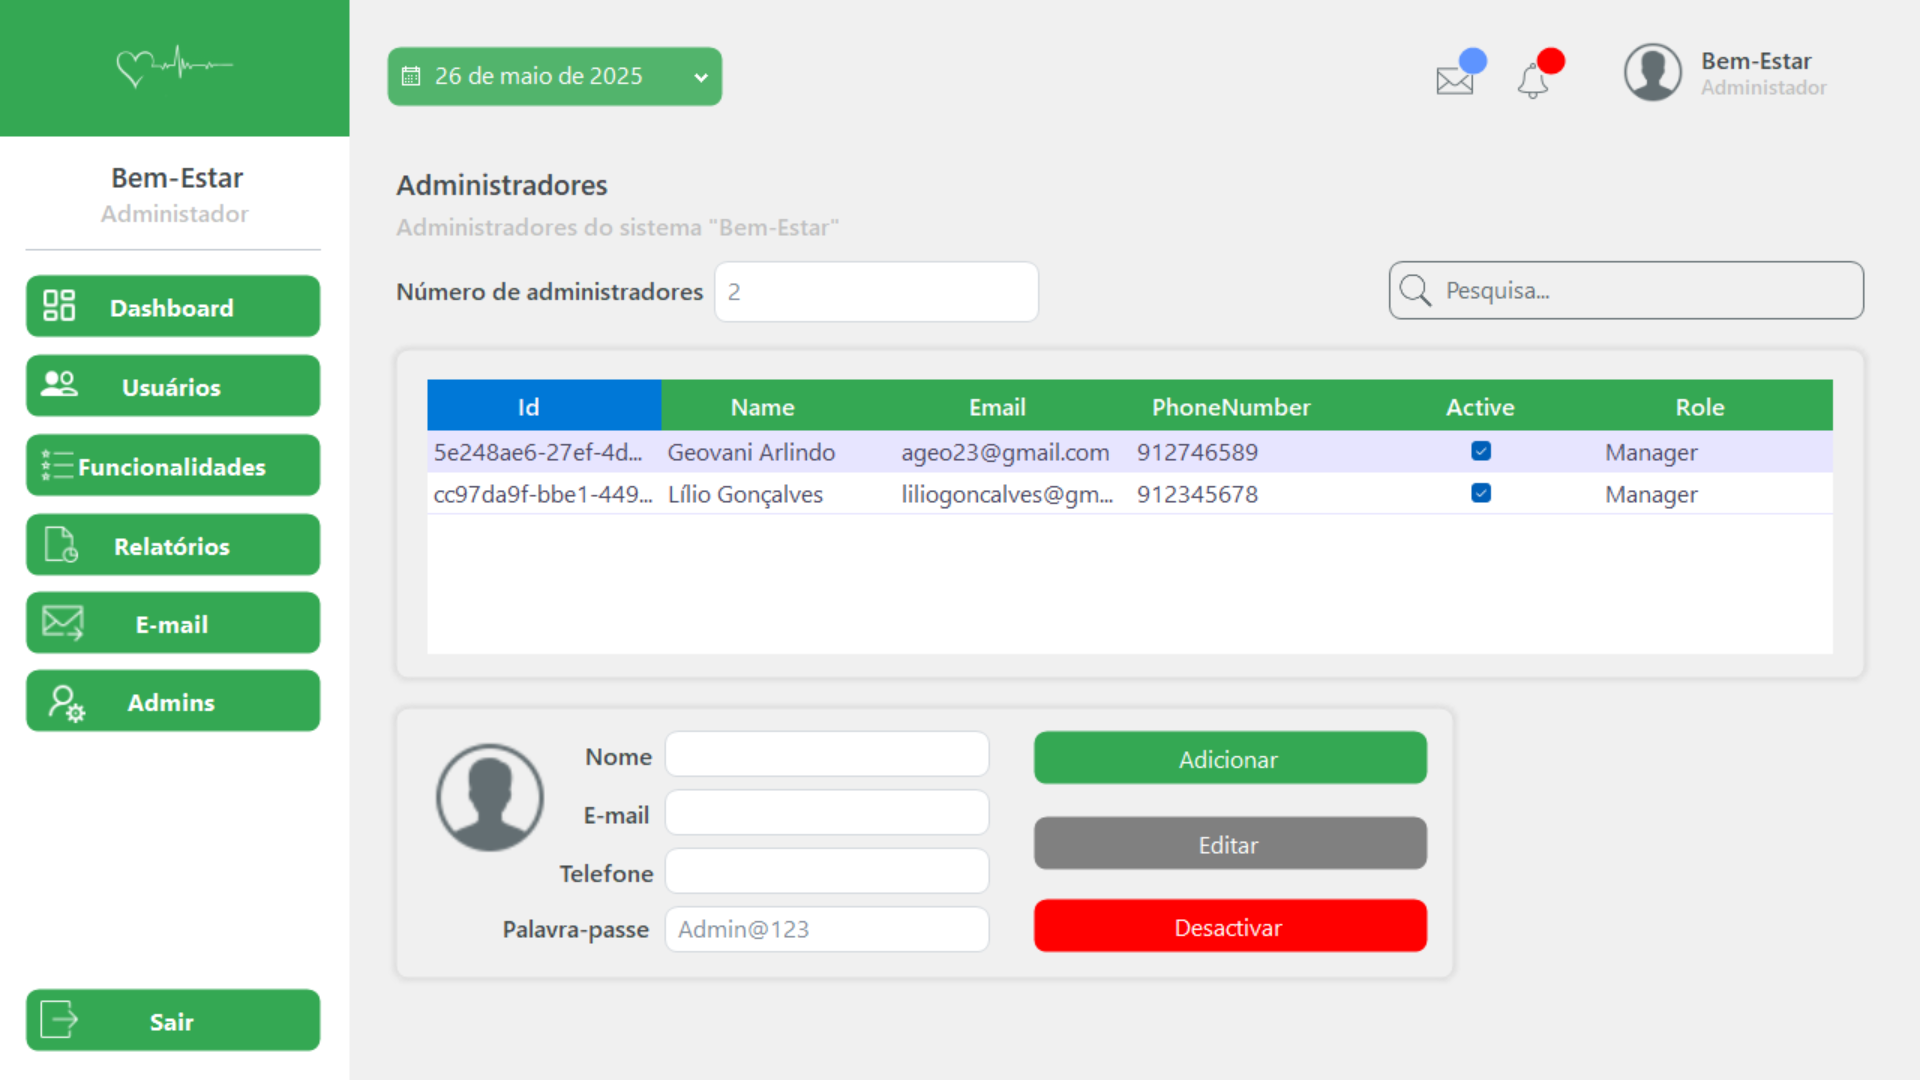 26 de maio de 2025
Bem-Estar
Administador
Bem-Estar
Administador
Dashboard
Usuários
Funcionalidades
Relatórios
E-mail
Admins
Sair
Administradores
Administradores do sistema "Bem-Estar"
Número de administradores 2
Pesquisa...
Id Name Email PhoneNumber Active Role
5e248ae6-27ef-4d... Geovani Arlindo ageo23@gmail.com 912746589 Manager
cc97da9f-bbe1-449... Lílio Gonçalves liliogoncalves@gm... 912345678 Manager
Nome
E-mail
Telefone
Palavra-passe Admin@123
Adicionar
Editar
Desactivar